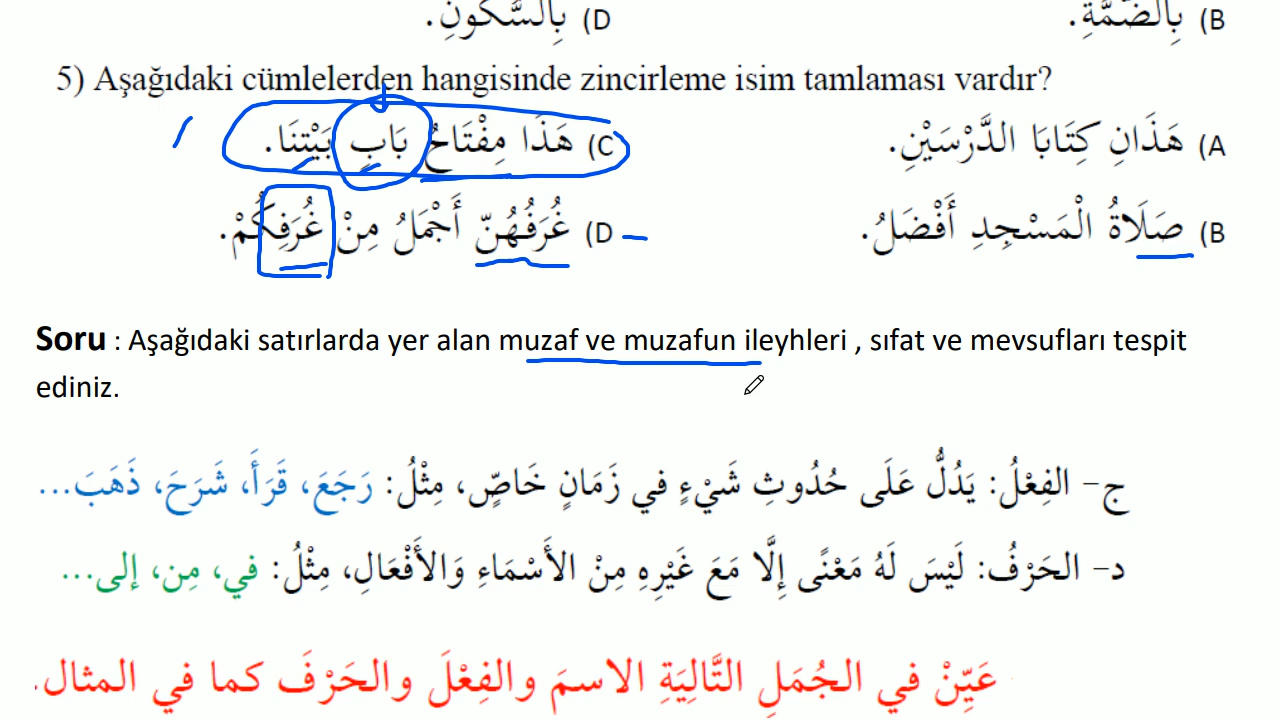 B) بِالضَّمَّةِ.
D) بِالسُّكُونِ.
5) Aşağıdaki cümlelerden hangisinde zincirleme isim tamlaması vardır?
A) هَذَانِ كِتَابَا الدَّرْسَيْنِ.
C) هَذَا مِفْتَاحُ بَابِ بَيْتِنَا.
B) صَلَاةُ الْمَسْجِدِ أَفْضَلُ.
D) غُرَفُهُنّ أَجْمَلُ مِنْ غُرَفِكُمْ.
Soru : Aşağıdaki satırlarda yer alan muzaf ve muzafun ileyhleri , sıfat ve mevsufları tespit
ediniz.
ج- الفِعْلُ: يَدُلُّ عَلَى حُدُوثِ شَيْءٍ في زَمَانٍ خَاصٍّ، مِثْلُ: رَجَعَ، قَرَأَ، شَرَحَ، ذَهَبَ...
د- الحَرْفُ: لَيْسَ لَهُ مَعْنًى إِلَّا مَعَ غَيْرِهِ مِنْ الأَسْمَاءِ وَالأَفْعَالِ، مِثْلُ: في، مِن، إلى...
عَيِّنْ في الجُمَلِ التَّالِيَةِ الاسمَ والفِعْلَ والحَرْفَ كما في المثال.